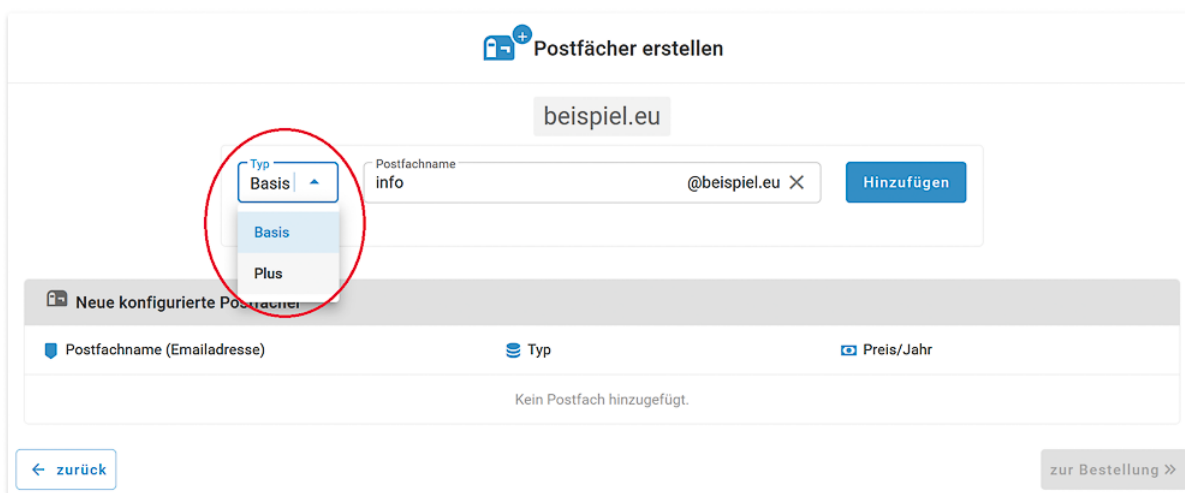 Postfächer erstellen
beispiel.eu
Typ
Basis
Postfachname
info @beispiel.eu
Hinzufügen
Basis
Plus
Neue konfigurierte Postfächer
Postfachname (Emailadresse) Typ Preis/Jahr
Kein Postfach hinzugefügt.
zurück
zur Bestellung »